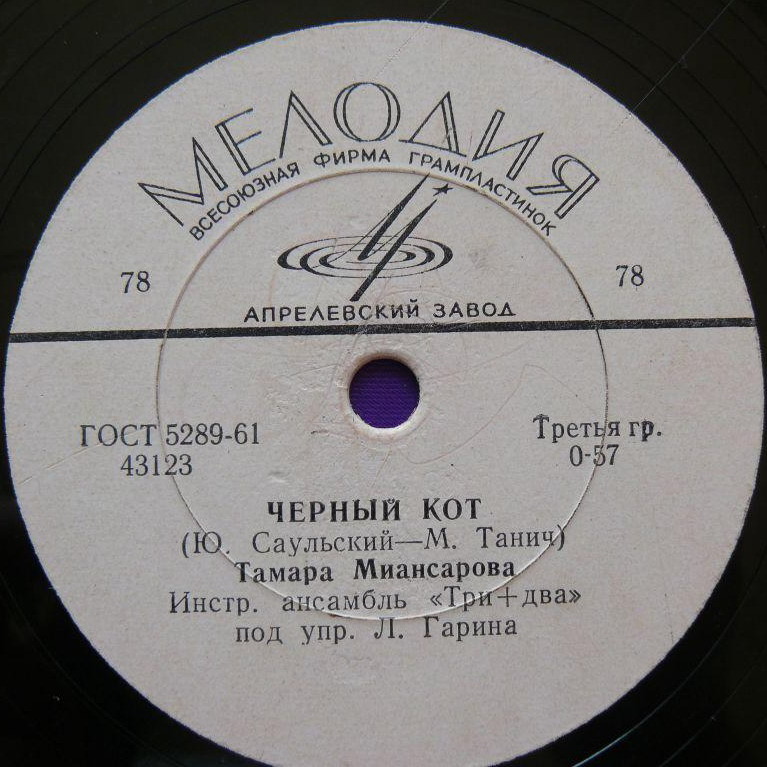 МЕЛОДИЯ
ВСЕСОЮЗНАЯ ФИРМА ГРАМПЛАСТИНОК
78 78
АПРЕЛЕВСКИЙ ЗАВОД
ГОСТ 5289-61 Третья гр.
43123 0-57
ЧЕРНЫЙ КОТ
(Ю. Саульский—М. Танич)
Тамара Миансарова
Инстр. ансамбль «Три+два»
под упр. Л. Гарина